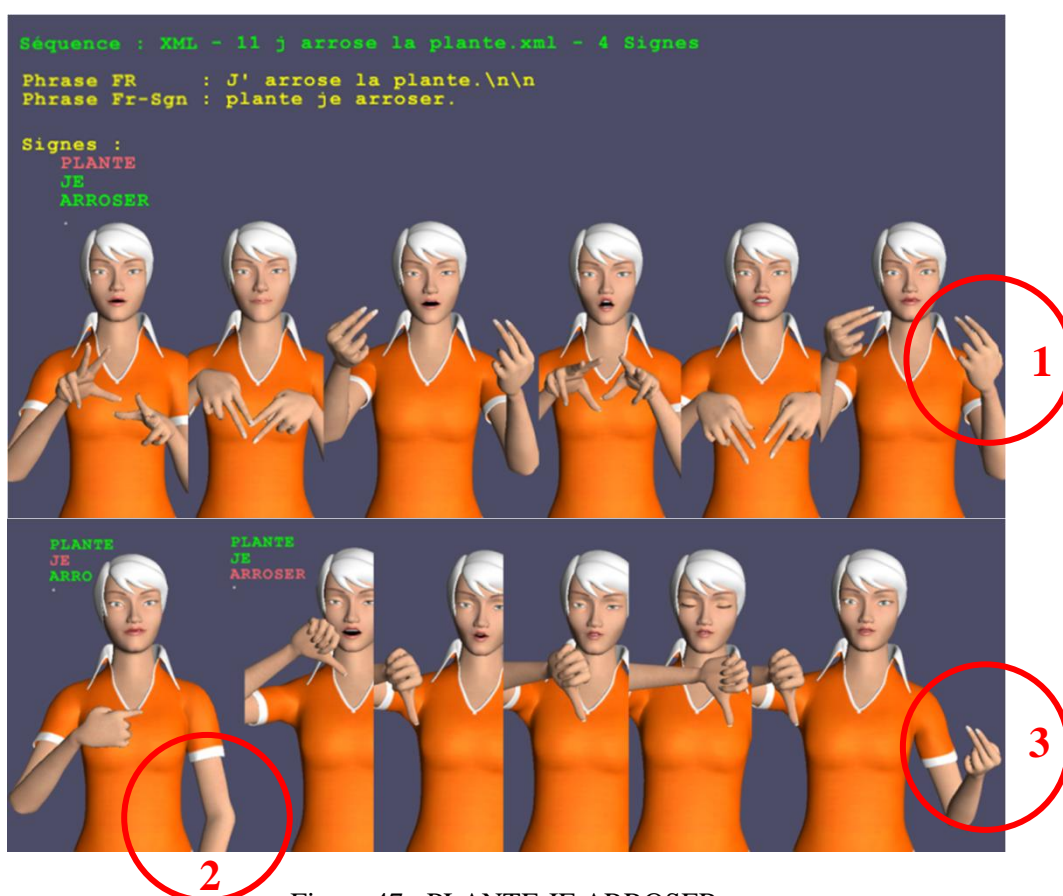 Séquence : XML - 11 j arrose la plante.xml - 4 Signes
Phrase FR : J' arrose la plante.\n\n
Phrase Fr-Sgn : plante je arroser.
Signes :
PLANTE
JE
ARROSER
.
1
PLANTE
JE
ARRO
.
PLANTE
JE
ARROSER
.
3
2